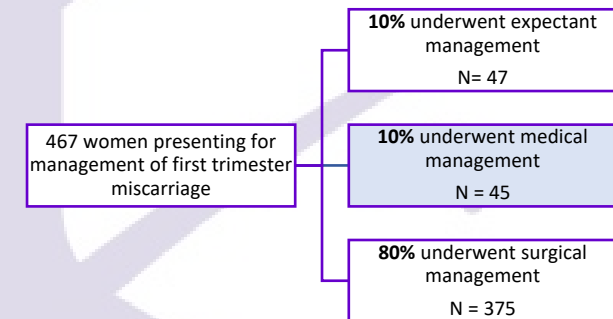 10% underwent expectant
management
N= 47
467 women presenting for
management of first trimester
miscarriage
10% underwent medical
management
N = 45
80% underwent surgical
management
N = 375